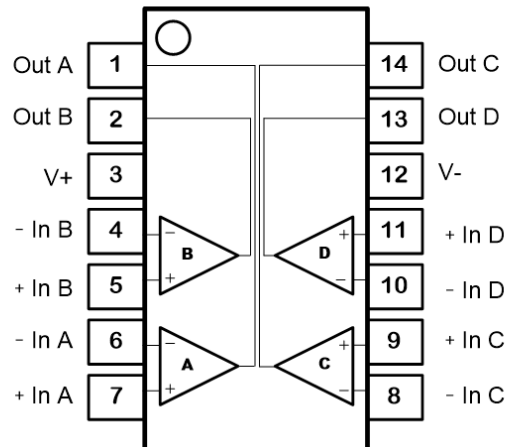 Out A 1 14 Out C
Out B 2 13 Out D
V+ 3 12 V-
- In B 4 - + 11 + In D
B D
+ In B 5 + - 10 - In D
- In A 6 - + 9 + In C
A C
+ In A 7 + - 8 - In C